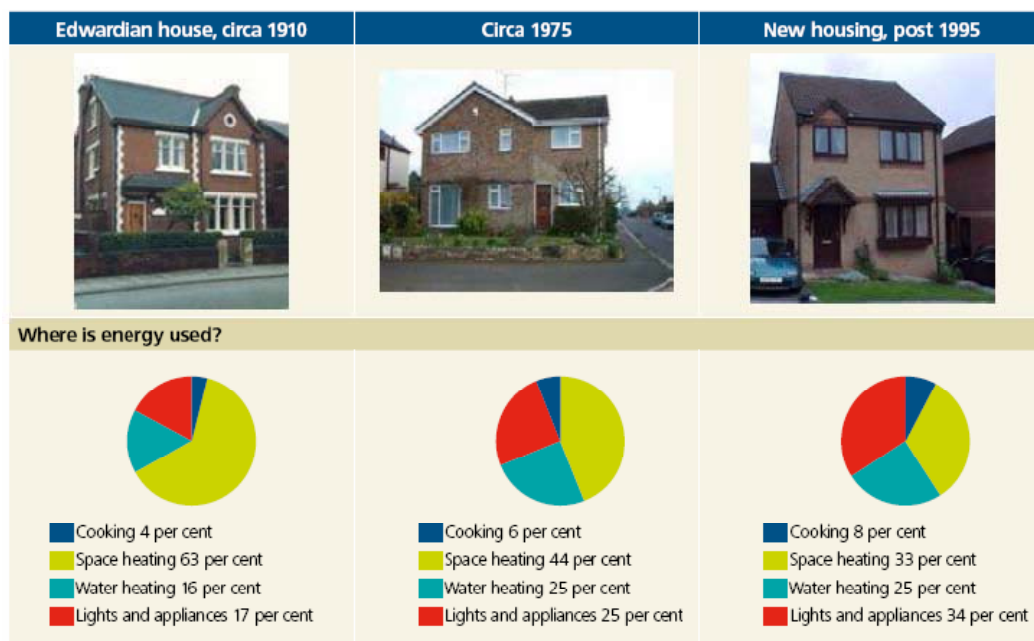 Edwardian house, circa 1910
Circa 1975
New housing, post 1995
Where is energy used?
Cooking 4 per cent
Space heating 63 per cent
Water heating 16 per cent
Lights and appliances 17 per cent
Cooking 6 per cent
Space heating 44 per cent
Water heating 25 per cent
Lights and appliances 25 per cent
Cooking 8 per cent
Space heating 33 per cent
Water heating 25 per cent
Lights and appliances 34 per cent